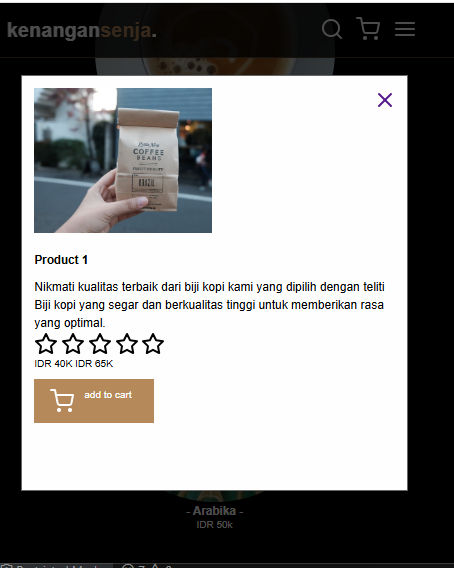 kenangansenja.
COFFEE
BEANS
BRAZIL
Product 1
Nikmati kualitas terbaik dari biji kopi kami yang dipilih dengan teliti
Biji kopi yang segar dan berkualitas tinggi untuk memberikan rasa
yang optimal.
IDR 40K IDR 65K
add to cart
- Arabika -
IDR 50k